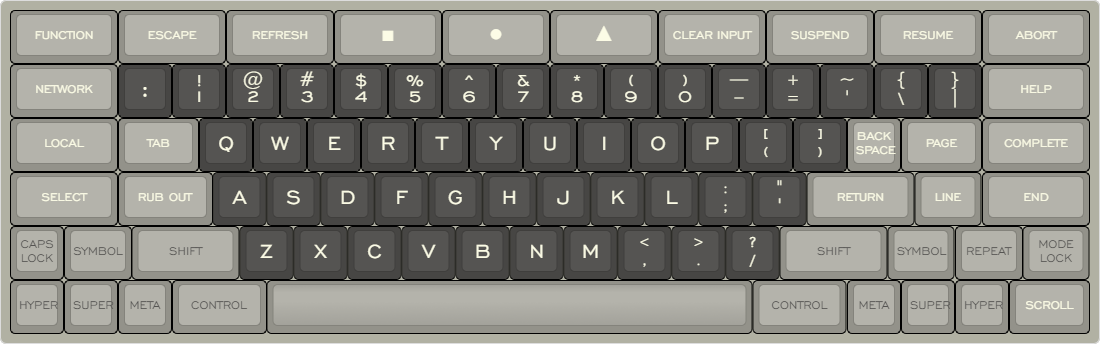 FUNCTION ESCAPE REFRESH ■ ● ▲ CLEAR INPUT SUSPEND RESUME ABORT
NETWORK : ! 1 @ 2 # 3 $ 4 % 5 ^ 6 & 7 * 8 ( 9 ) 0 — – + = ~ ' { \ } | HELP
LOCAL TAB Q W E R T Y U I O P [ ( ] ) BACK SPACE PAGE COMPLETE
SELECT RUB OUT A S D F G H J K L : ; " ' RETURN LINE END
CAPS LOCK SYMBOL SHIFT Z X C V B N M < , > . ? / SHIFT SYMBOL REPEAT MODE LOCK
HYPER SUPER META CONTROL CONTROL META SUPER HYPER SCROLL